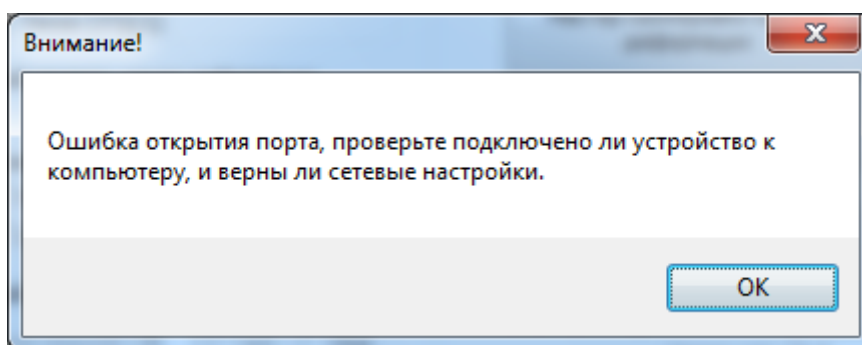 Внимание!
Ошибка открытия порта, проверьте подключено ли устройство к
компьютеру, и верны ли сетевые настройки.
OK